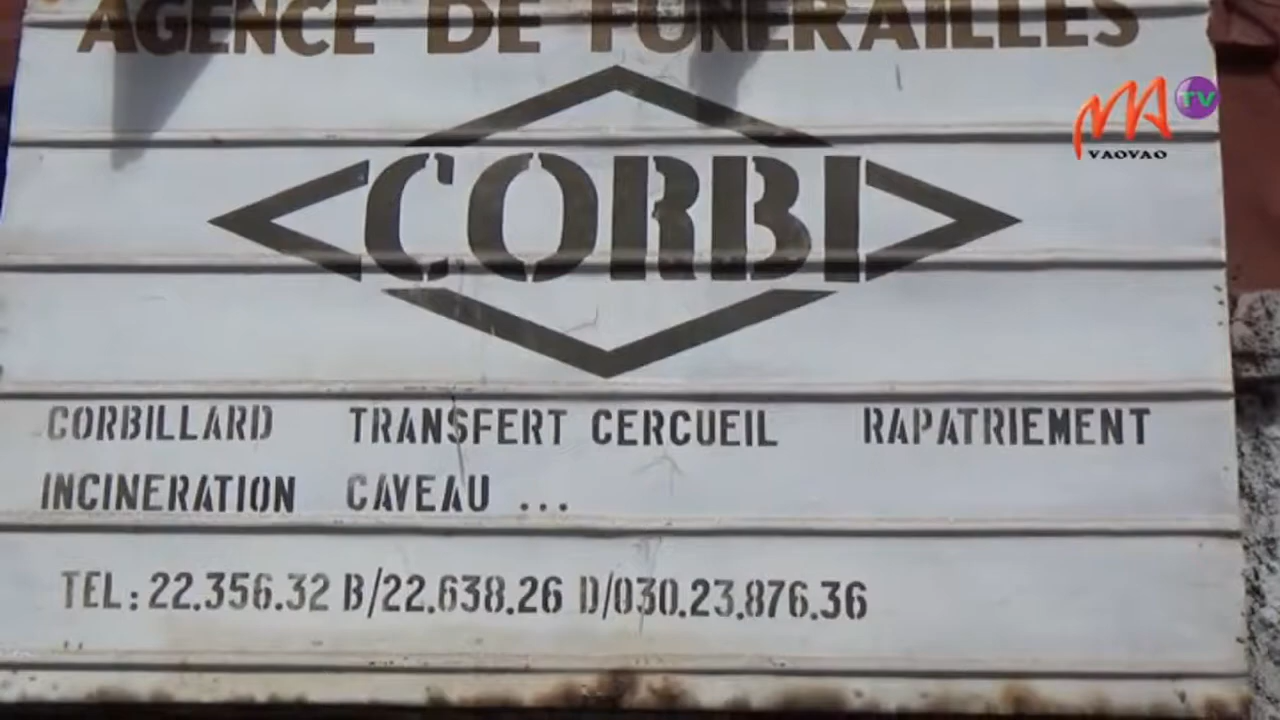 AGENCE DE FUNERAILLES
MA TV
VAOVAO
CORBI
CORBILLARD TRANSFERT CERCUEIL RAPATRIEMENT
INCINERATION CAVEAU ...
TEL: 22.356.32 B/22.638.26 D/030.23.876.36